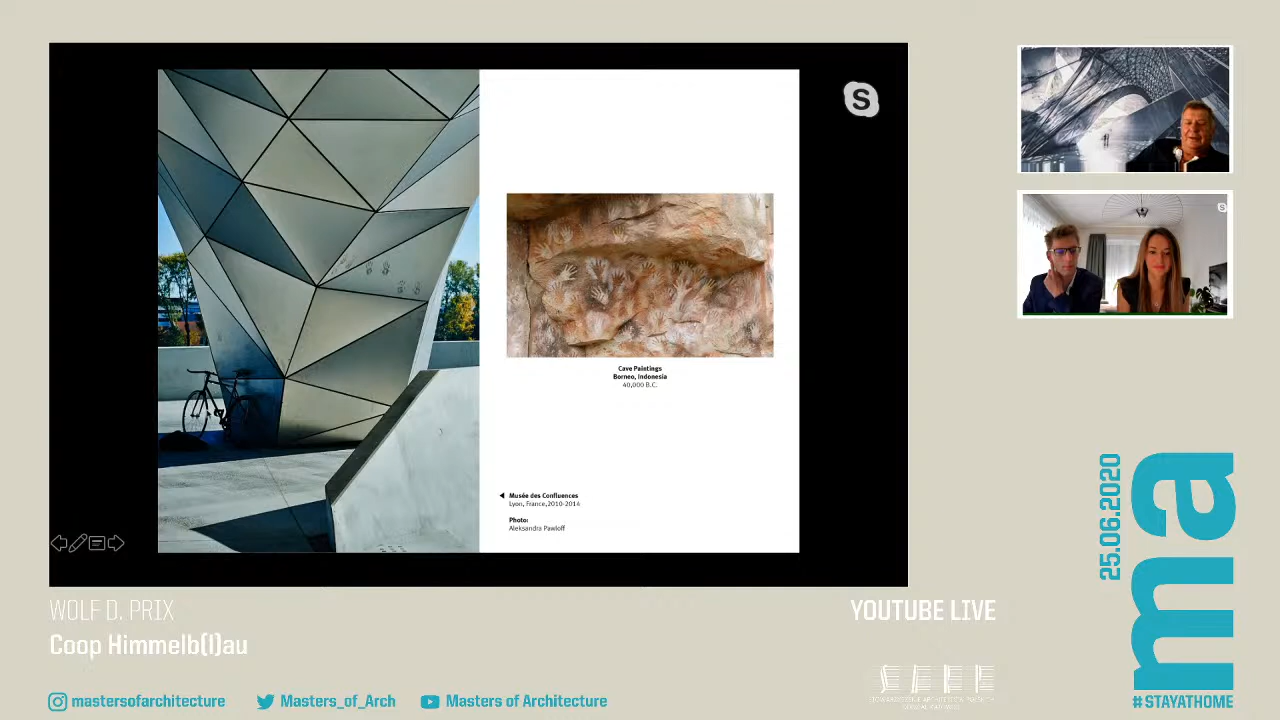 S
Cave Paintings
Borneo, Indonesia
40,000 B.C.
Musée des Confluences
Lyon, France,2010-2014
Photo:
Aleksandra Pawloff
S
WOLF D. PRIX
Coop Himmelb(l)au
YOUTUBE LIVE
mastersofarchitecture
Masters_of_Arch
Masters of Architecture
25.06.2020
ma
#STAYATHOME